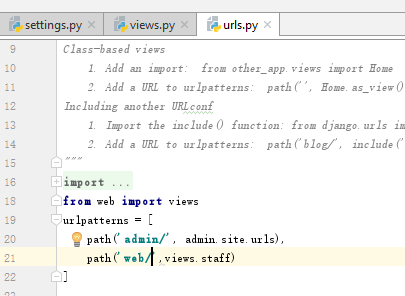 settings.py × views.py × urls.py ×
9 Class-based views
10 1. Add an import: from other_app.views import Home
11 2. Add a URL to urlpatterns: path('', Home.as_view()
12 Including another URLconf
13 1. Import the include() function: from django.urls im
14 2. Add a URL to urlpatterns: path('blog/', include('
15 """
16 import ...
18 from web import views
19 urlpatterns = [
20 path('admin/', admin.site.urls),
21 path('web/',views.staff)
22 ]